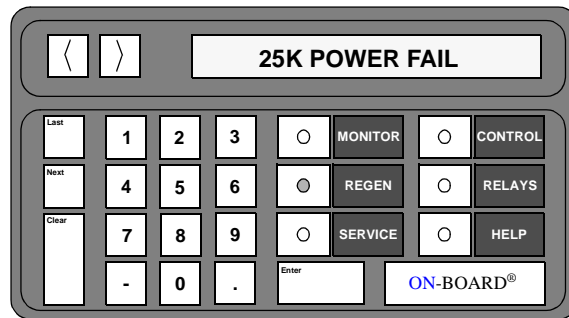 〈 〉 25K POWER FAIL
Last 1 2 3 MONITOR CONTROL
Next 4 5 6 REGEN RELAYS
Clear 7 8 9 SERVICE HELP
- 0 . Enter ON-BOARD®